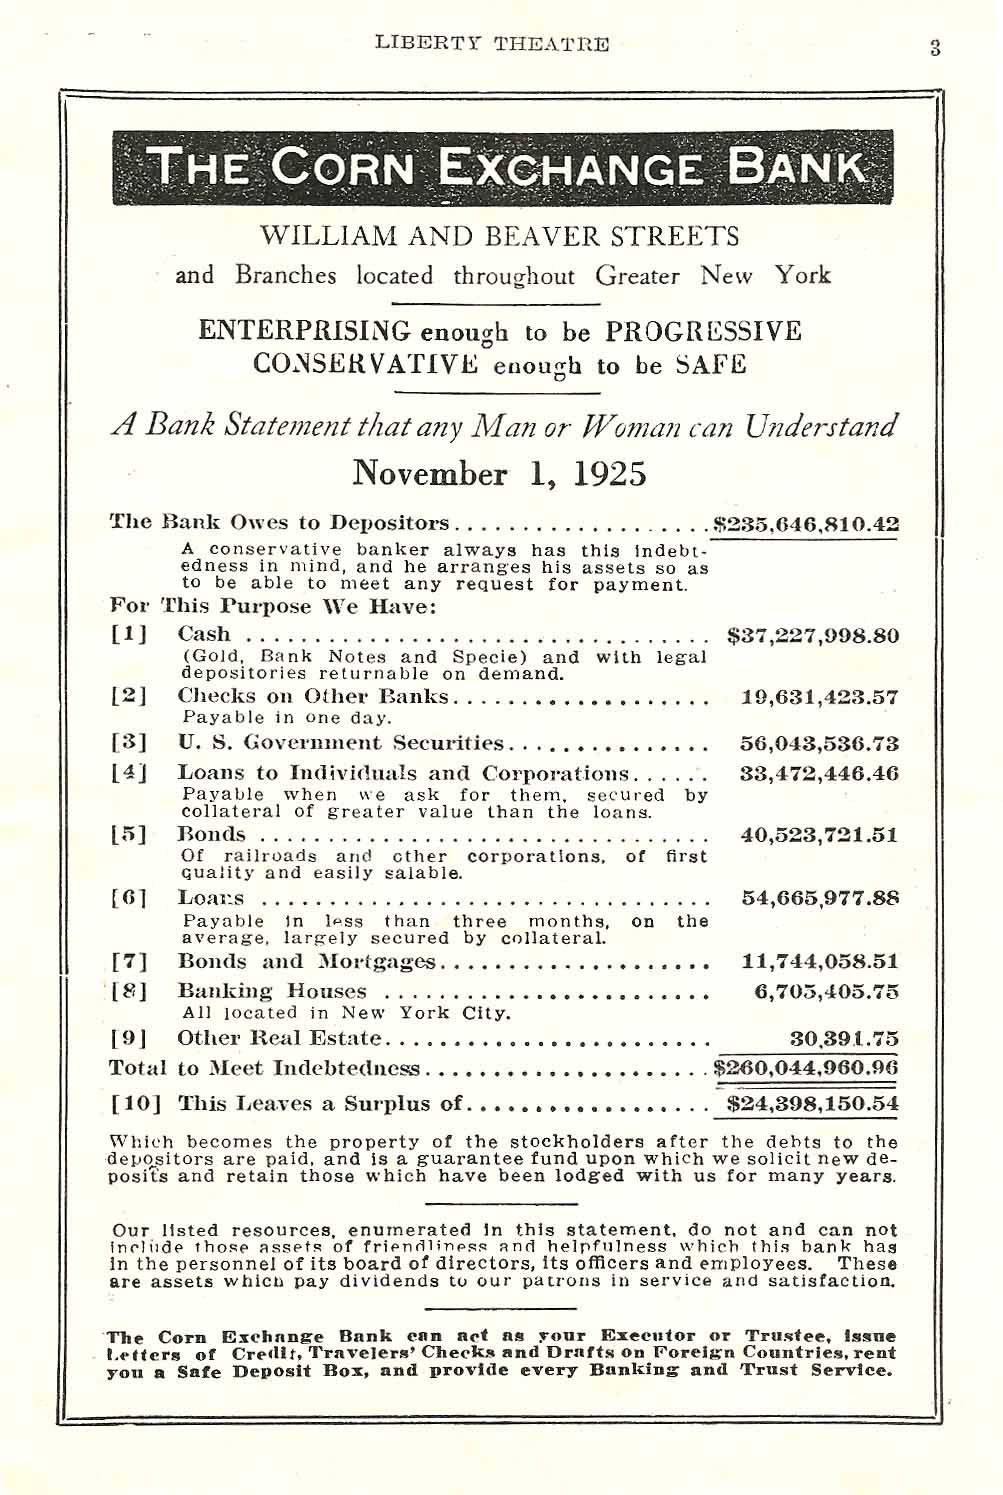 LIBERTY THEATRE
3
THE CORN EXCHANGE BANK
WILLIAM AND BEAVER STREETS
and Branches located throughout Greater New York
ENTERPRISING enough to be PROGRESSIVE
CONSERVATIVE enough to be SAFE
A Bank Statement that any Man or Woman can Understand
November 1, 1925
The Bank Owes to Depositors.................... $235,646,810.42
A conservative banker always has this indebt-
edness in mind, and he arranges his assets so as
to be able to meet any request for payment.
For This Purpose We Have:
[1] Cash .................................. $37,227,998.80
(Gold, Bank Notes and Specie) and with legal
depositories returnable on demand.
[2] Checks on Other Banks................... 19,631,423.57
Payable in one day.
[3] U. S. Government Securities............... 56,043,536.73
[4] Loans to Individuals and Corporations...... 33,472,446.46
Payable when we ask for them, secured by
collateral of greater value than the loans.
[5] Bonds ................................. 40,523,721.51
Of railroads and other corporations, of first
quality and easily salable.
[6] Loans ................................. 54,665,977.88
Payable in less than three months, on the
average, largely secured by collateral.
[7] Bonds and Mortgages.................... 11,744,058.51
[8] Banking Houses ........................ 6,705,405.75
All located in New York City.
[9] Other Real Estate........................ 30,391.75
Total to Meet Indebtedness..................... $260,044,960.96
[10] This Leaves a Surplus of.................. $24,398,150.54
Which becomes the property of the stockholders after the debts to the
depositors are paid, and is a guarantee fund upon which we solicit new de-
posits and retain those which have been lodged with us for many years.
Our listed resources, enumerated in this statement, do not and can not
include those assets of friendliness and helpfulness which this bank has
in the personnel of its board of directors, its officers and employees. These
are assets which pay dividends to our patrons in service and satisfaction.
The Corn Exchange Bank can act as your Executor or Trustee, issue
Letters of Credit, Travelers' Checks and Drafts on Foreign Countries, rent
you a Safe Deposit Box, and provide every Banking and Trust Service.